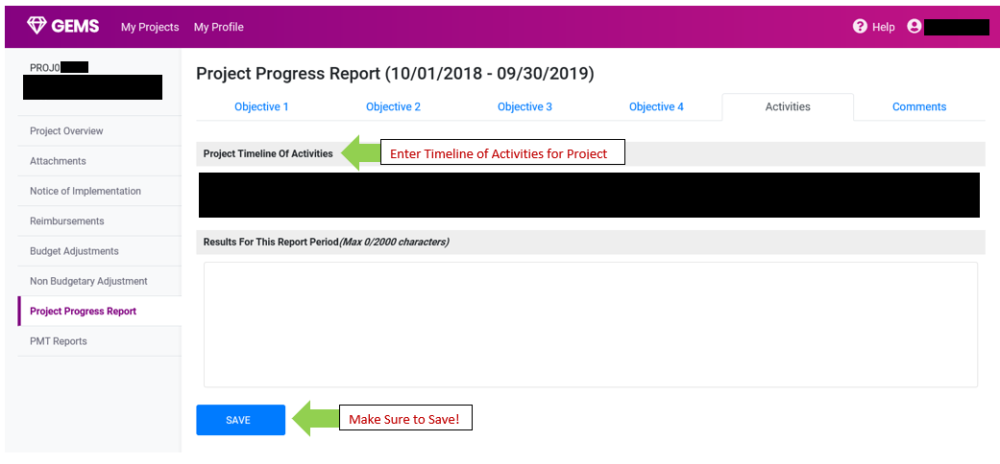 GEMS My Projects My Profile Help
PROJ0
Project Overview
Attachments
Notice of Implementation
Reimbursements
Budget Adjustments
Non Budgetary Adjustment
Project Progress Report
PMT Reports
Project Progress Report (10/01/2018 - 09/30/2019)
Objective 1 Objective 2 Objective 3 Objective 4 Activities Comments
Project Timeline Of Activities Enter Timeline of Activities for Project
Results For This Report Period(Max 0/2000 characters)
SAVE Make Sure to Save!